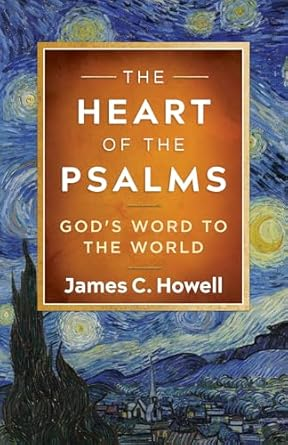 THE
HEART
OF THE
PSALMS
GOD'S WORD TO
THE WORLD
James C. Howell